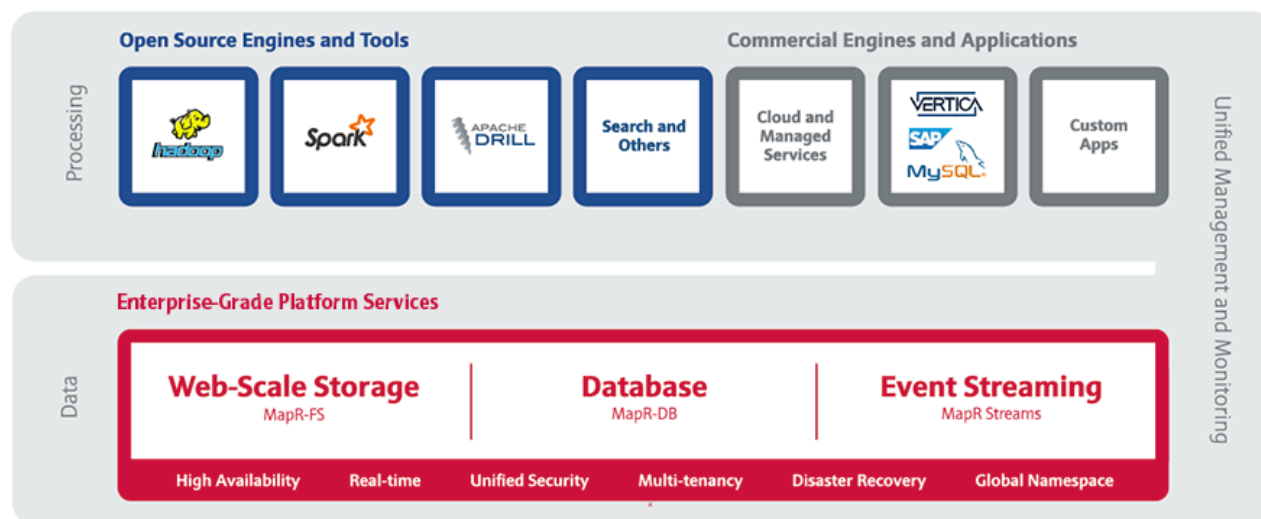 Open Source Engines and Tools
Commercial Engines and Applications
Processing
hadoop
Spark
APACHE
DRILL
Search and
Others
Cloud and
Managed
Services
VERTICA
SAP
MySQL
Custom
Apps
Unified Management and Monitoring
Enterprise-Grade Platform Services
Data
Web-Scale Storage
MapR-FS
Database
MapR-DB
Event Streaming
MapR Streams
High Availability
Real-time
Unified Security
Multi-tenancy
Disaster Recovery
Global Namespace